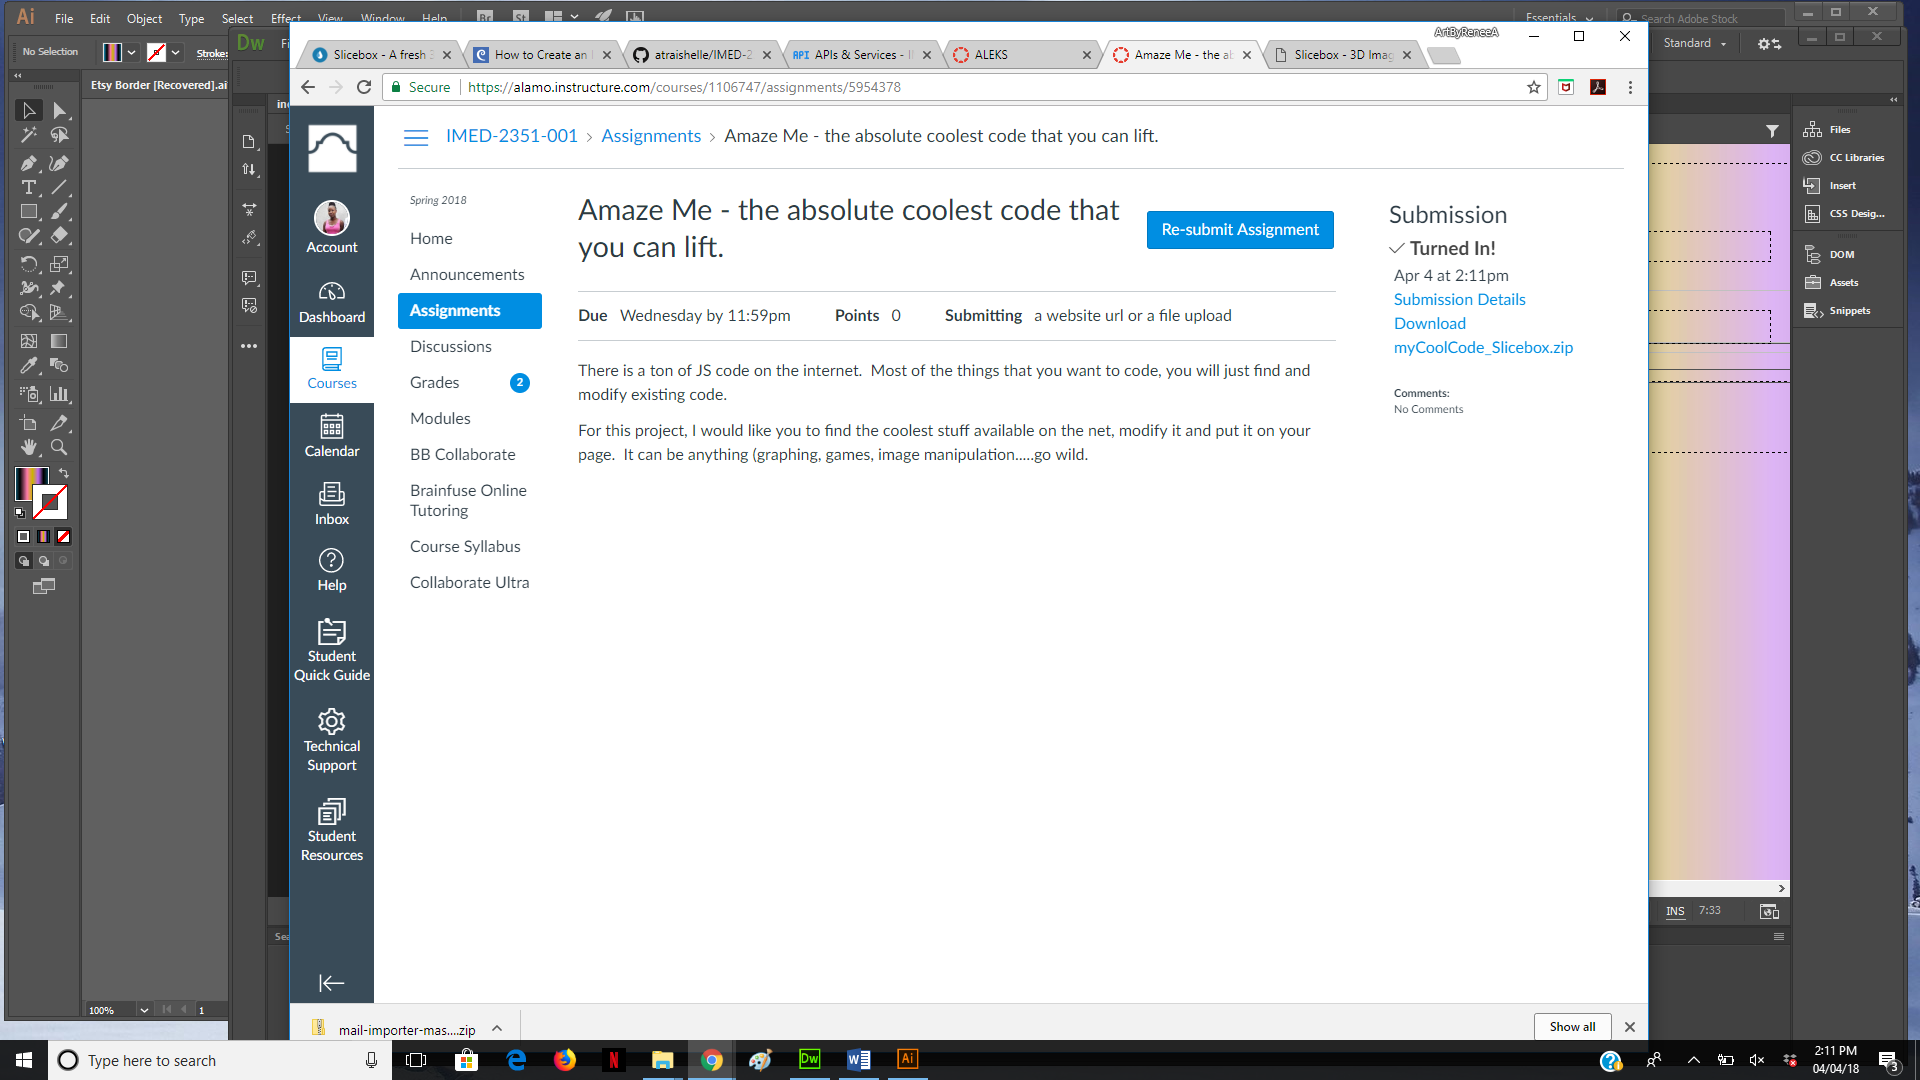 Ai File Edit Object Type Select Effect View Window Help Br St Essentials Search Adobe Stock
No Selection Stroke:
Dw Fi
Standard
ArtByReneeA
Etsy Border [Recovered].ai
Slicebox - A fresh 3
How to Create an
atraishelle/IMED-2
API APIs & Services - I
ALEKS
Amaze Me - the ab
Slicebox - 3D Imag
Secure https://alamo.instructure.com/courses/1106747/assignments/5954378
IMED-2351-001 > Assignments > Amaze Me - the absolute coolest code that you can lift.
Account
Dashboard
Courses
Calendar
Inbox
Help
Student
Quick Guide
Technical
Support
Student
Resources
Spring 2018
Home
Announcements
Assignments
Discussions
Grades 2
Modules
BB Collaborate
Brainfuse Online
Tutoring
Course Syllabus
Collaborate Ultra
Amaze Me - the absolute coolest code that
you can lift.
Re-submit Assignment
Due Wednesday by 11:59pm Points 0 Submitting a website url or a file upload
There is a ton of JS code on the internet.  Most of the things that you want to code, you will just find and
modify existing code.
For this project, I would like you to find the coolest stuff available on the net, modify it and put it on your
page.  It can be anything (graphing, games, image manipulation.....go wild.
Submission
Turned In!
Apr 4 at 2:11pm
Submission Details
Download
myCoolCode_Slicebox.zip
Comments:
No Comments
Files
CC Libraries
Insert
CSS Desig...
DOM
Assets
Snippets
INS 7:33
100% 1
mail-importer-mas....zip
Show all
Type here to search
N Dw W Ai
2:11 PM
04/04/18
3